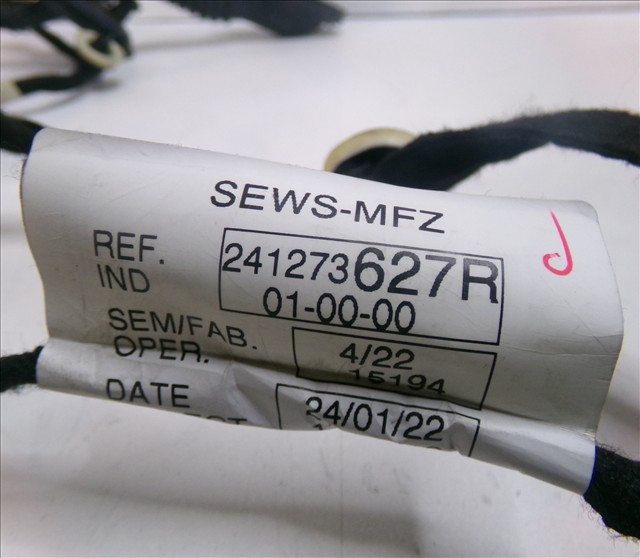 SEWS-MFZ
REF. 241273627R
IND 01-00-00
SEM/FAB. 4/22
OPER. 15194
DATE 24/01/22